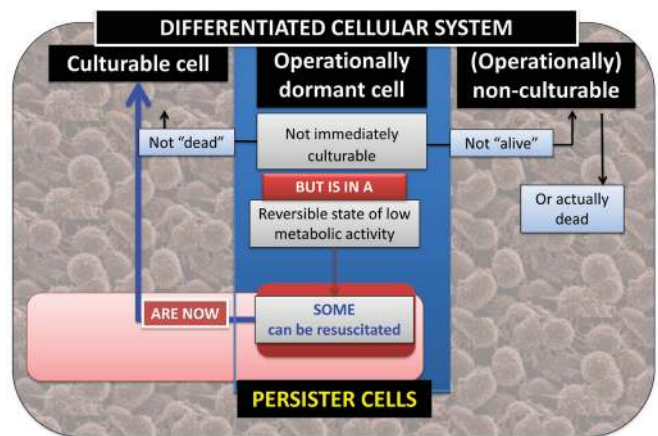 DIFFERENTIATED CELLULAR SYSTEM
Culturable cell
Operationally
dormant cell
(Operationally)
non-culturable
Not “dead”
Not immediately
culturable
Not “alive”
BUT IS IN A
Reversible state of low
metabolic activity
Or actually
dead
ARE NOW
SOME
can be resuscitated
PERSISTER CELLS